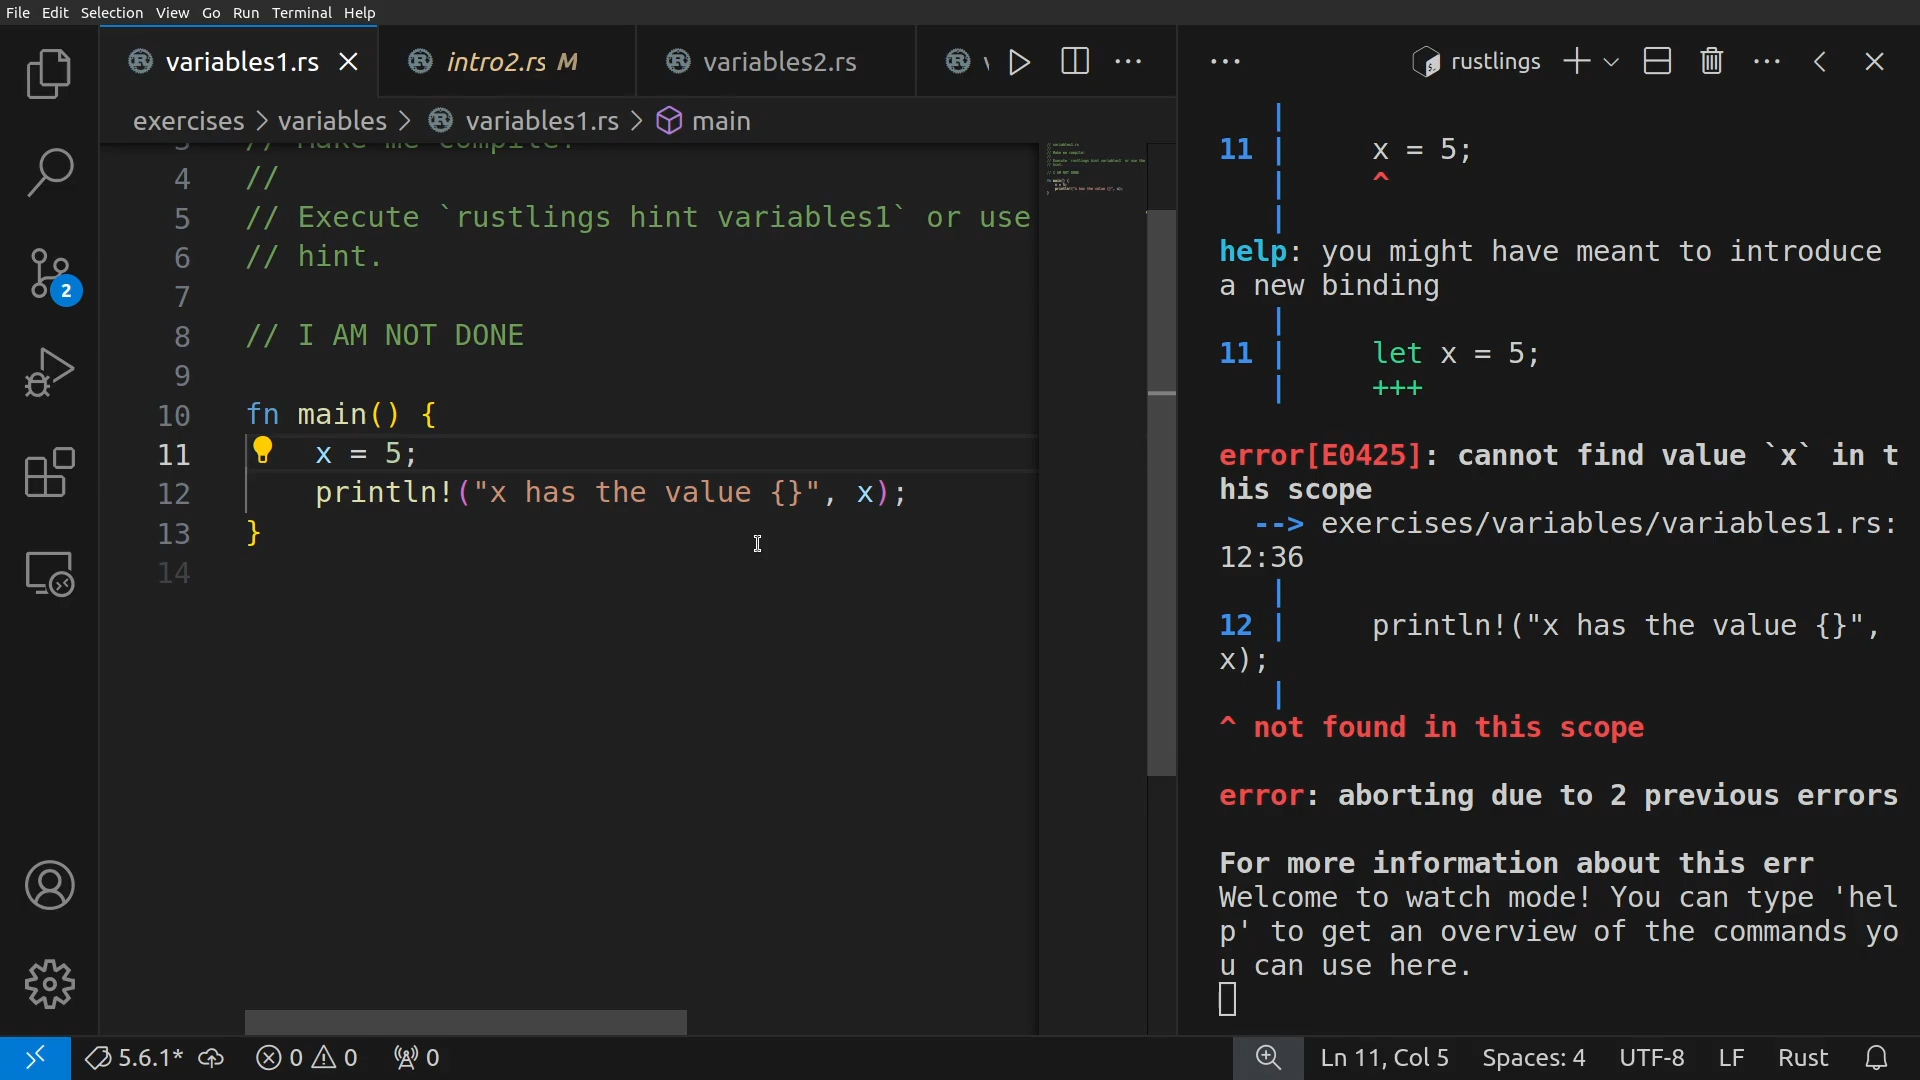 File Edit Selection View Go Run Terminal Help
variables1.rs
intro2.rs M
variables2.rs
rustlings
exercises > variables > variables1.rs > main
3 // Make me compile!
4 //
5 // Execute `rustlings hint variables1` or use
6 // hint.
7
8 // I AM NOT DONE
9
10 fn main() {
11 x = 5;
12 println!("x has the value {}", x);
13 }
14
|
11 | x = 5;
| ^
|
help: you might have meant to introduce
a new binding
|
11 | let x = 5;
| +++
error[E0425]: cannot find value `x` in t
his scope
--> exercises/variables/variables1.rs:
12:36
|
12 | println!("x has the value {}",
x);
|
^ not found in this scope
error: aborting due to 2 previous errors
For more information about this err
Welcome to watch mode! You can type 'hel
p' to get an overview of the commands yo
u can use here.
2
5.6.1* 0 0 0
Ln 11, Col 5 Spaces: 4 UTF-8 LF Rust